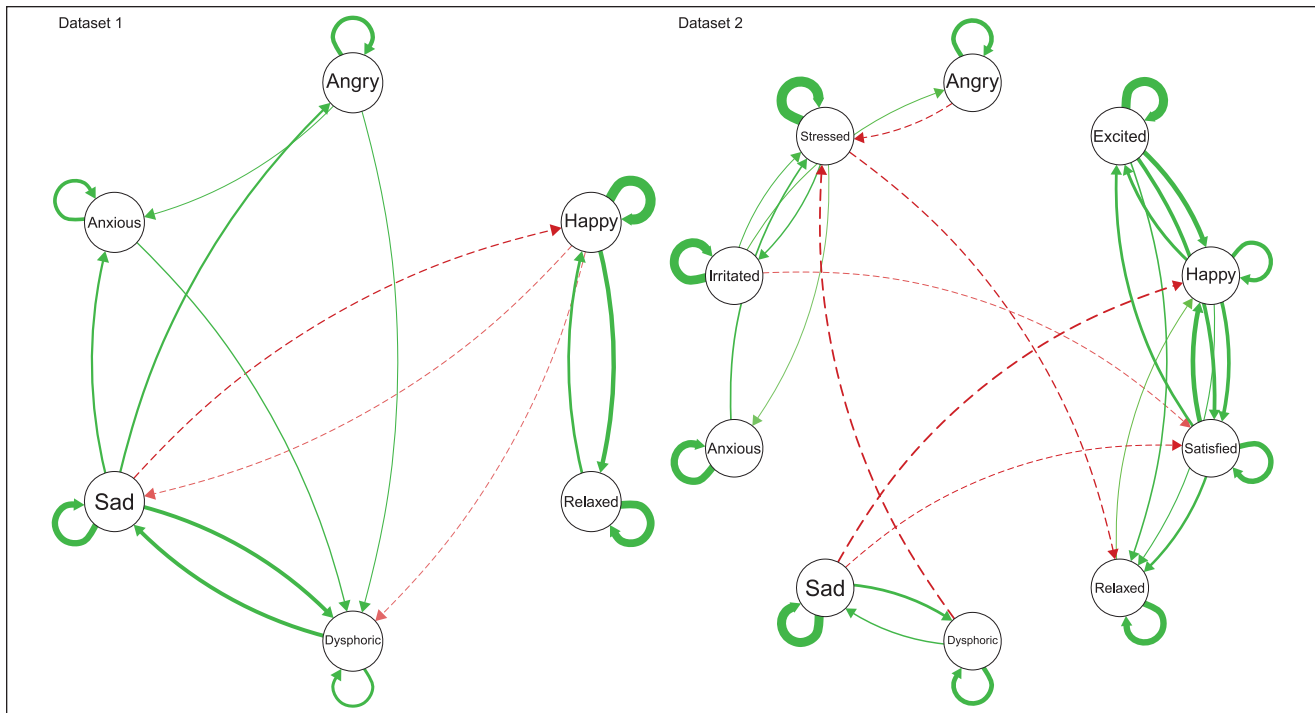 Dataset 1
Angry
Anxious
Happy
Sad
Relaxed
Dysphoric
Dataset 2
Angry
Stressed
Excited
Irritated
Happy
Anxious
Satisfied
Sad
Relaxed
Dysphoric